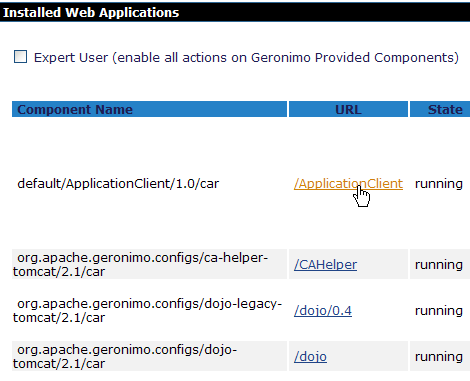 Installed Web Applications
Expert User (enable all actions on Geronimo Provided Components)
Component Name URL State
default/ApplicationClient/1.0/car /ApplicationClient running
org.apache.geronimo.configs/ca-helper-
tomcat/2.1/car /CAHelper running
org.apache.geronimo.configs/dojo-legacy-
tomcat/2.1/car /dojo/0.4 running
org.apache.geronimo.configs/dojo-
tomcat/2.1/car /dojo running